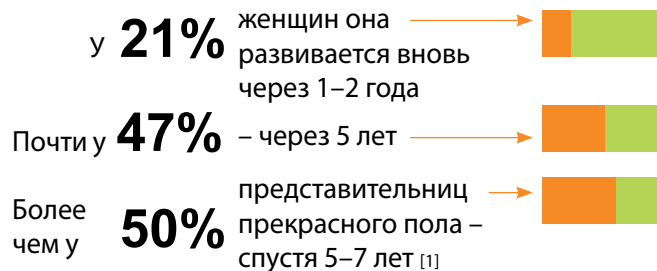 у 21% женщин она
развивается вновь
через 1–2 года
Почти у 47% – через 5 лет
Более
чем у 50%
представительниц
прекрасного пола –
спустя 5–7 лет [1]